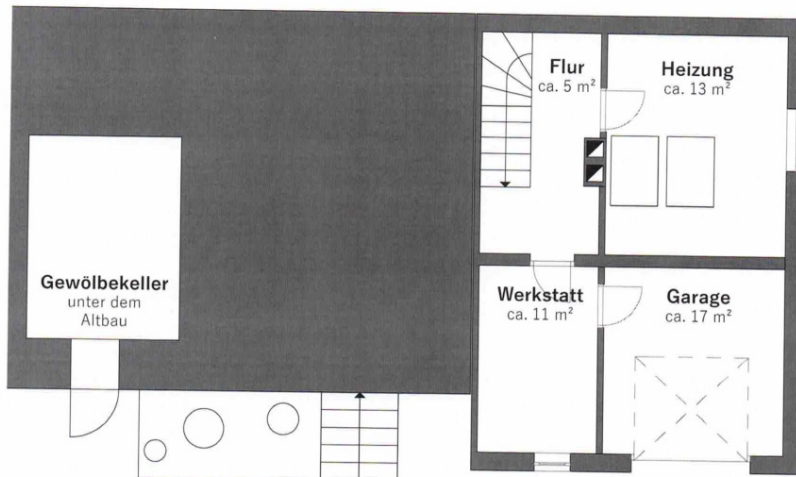 Flur
ca. 5 m²
Heizung
ca. 13 m²
Gewölbekeller
unter dem
Altbau
Werkstatt
ca. 11 m²
Garage
ca. 17 m²